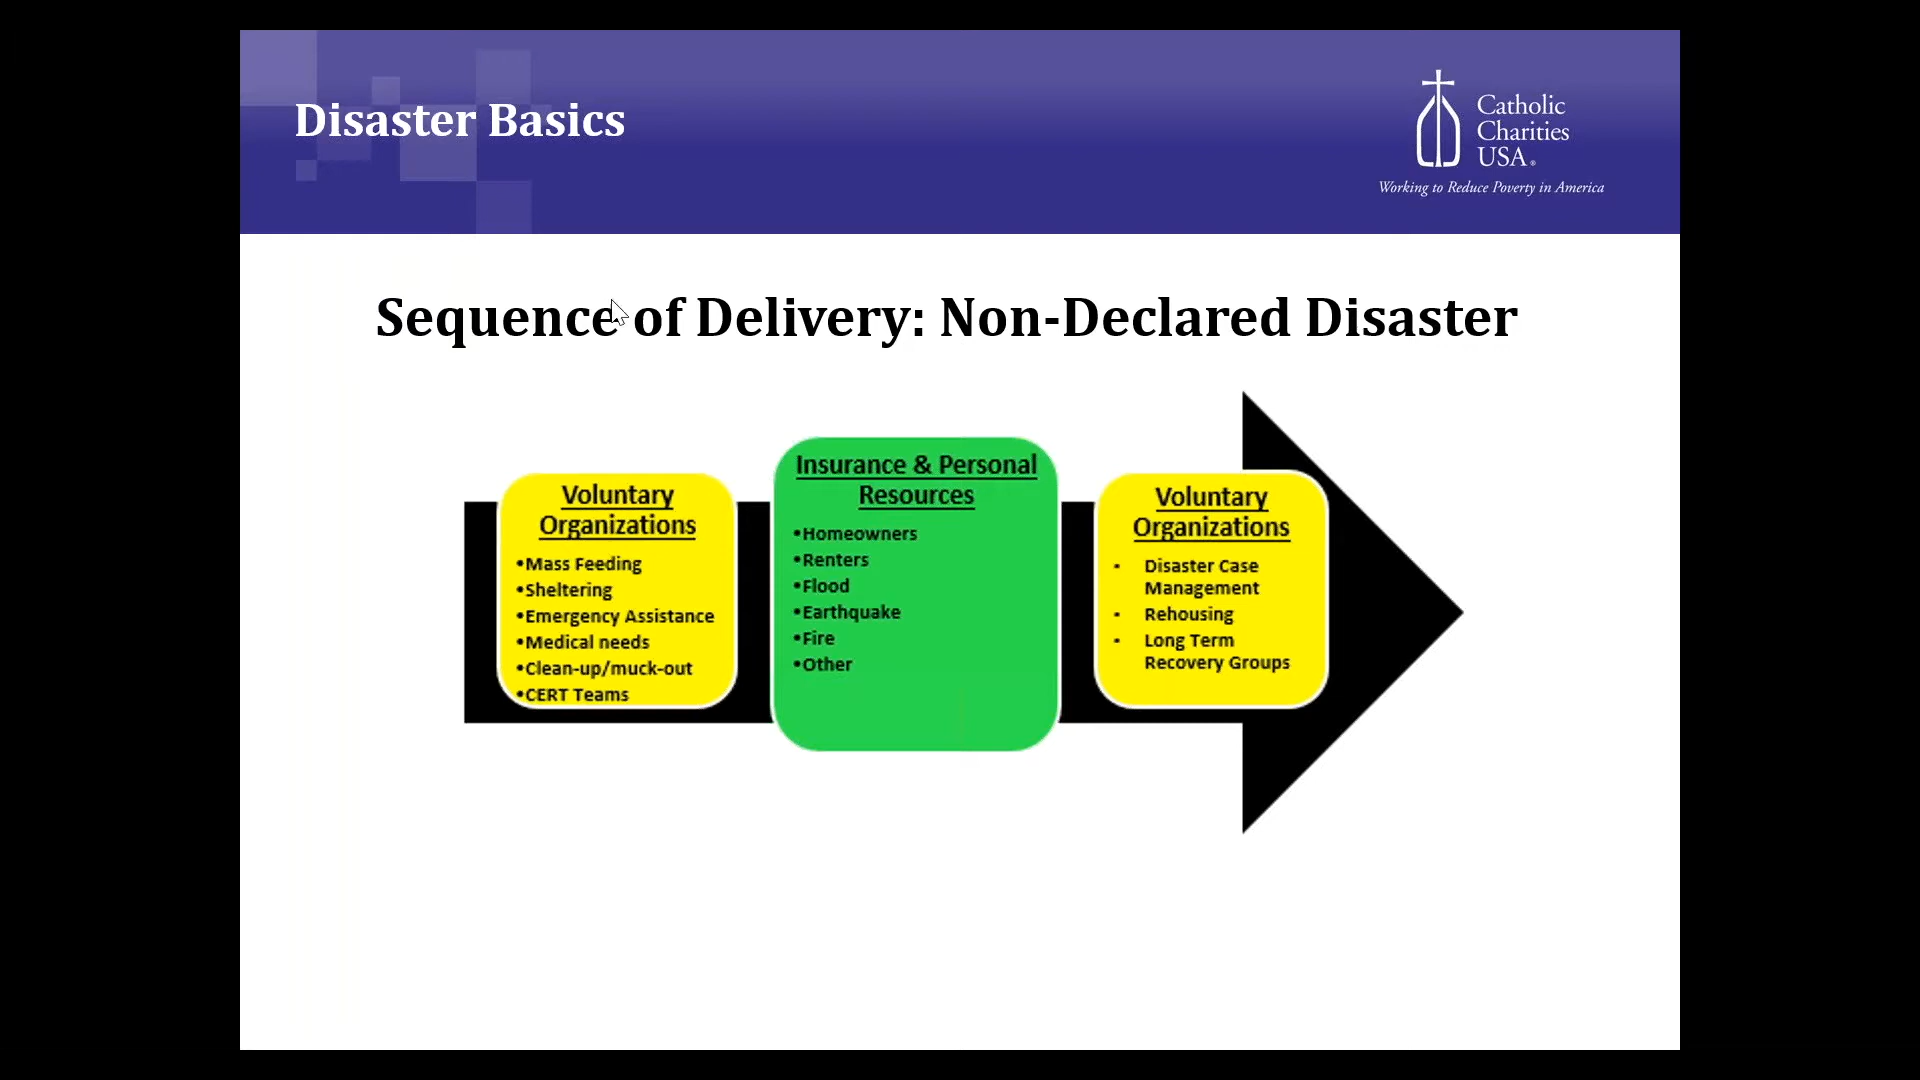 Disaster Basics
Catholic
Charities
USA®
Working to Reduce Poverty in America
Sequence of Delivery: Non-Declared Disaster
Voluntary
Organizations
•Mass Feeding
•Sheltering
•Emergency Assistance
•Medical needs
•Clean-up/muck-out
•CERT Teams
Insurance & Personal
Resources
•Homeowners
•Renters
•Flood
•Earthquake
•Fire
•Other
Voluntary
Organizations
• Disaster Case
Management
• Rehousing
• Long Term
Recovery Groups